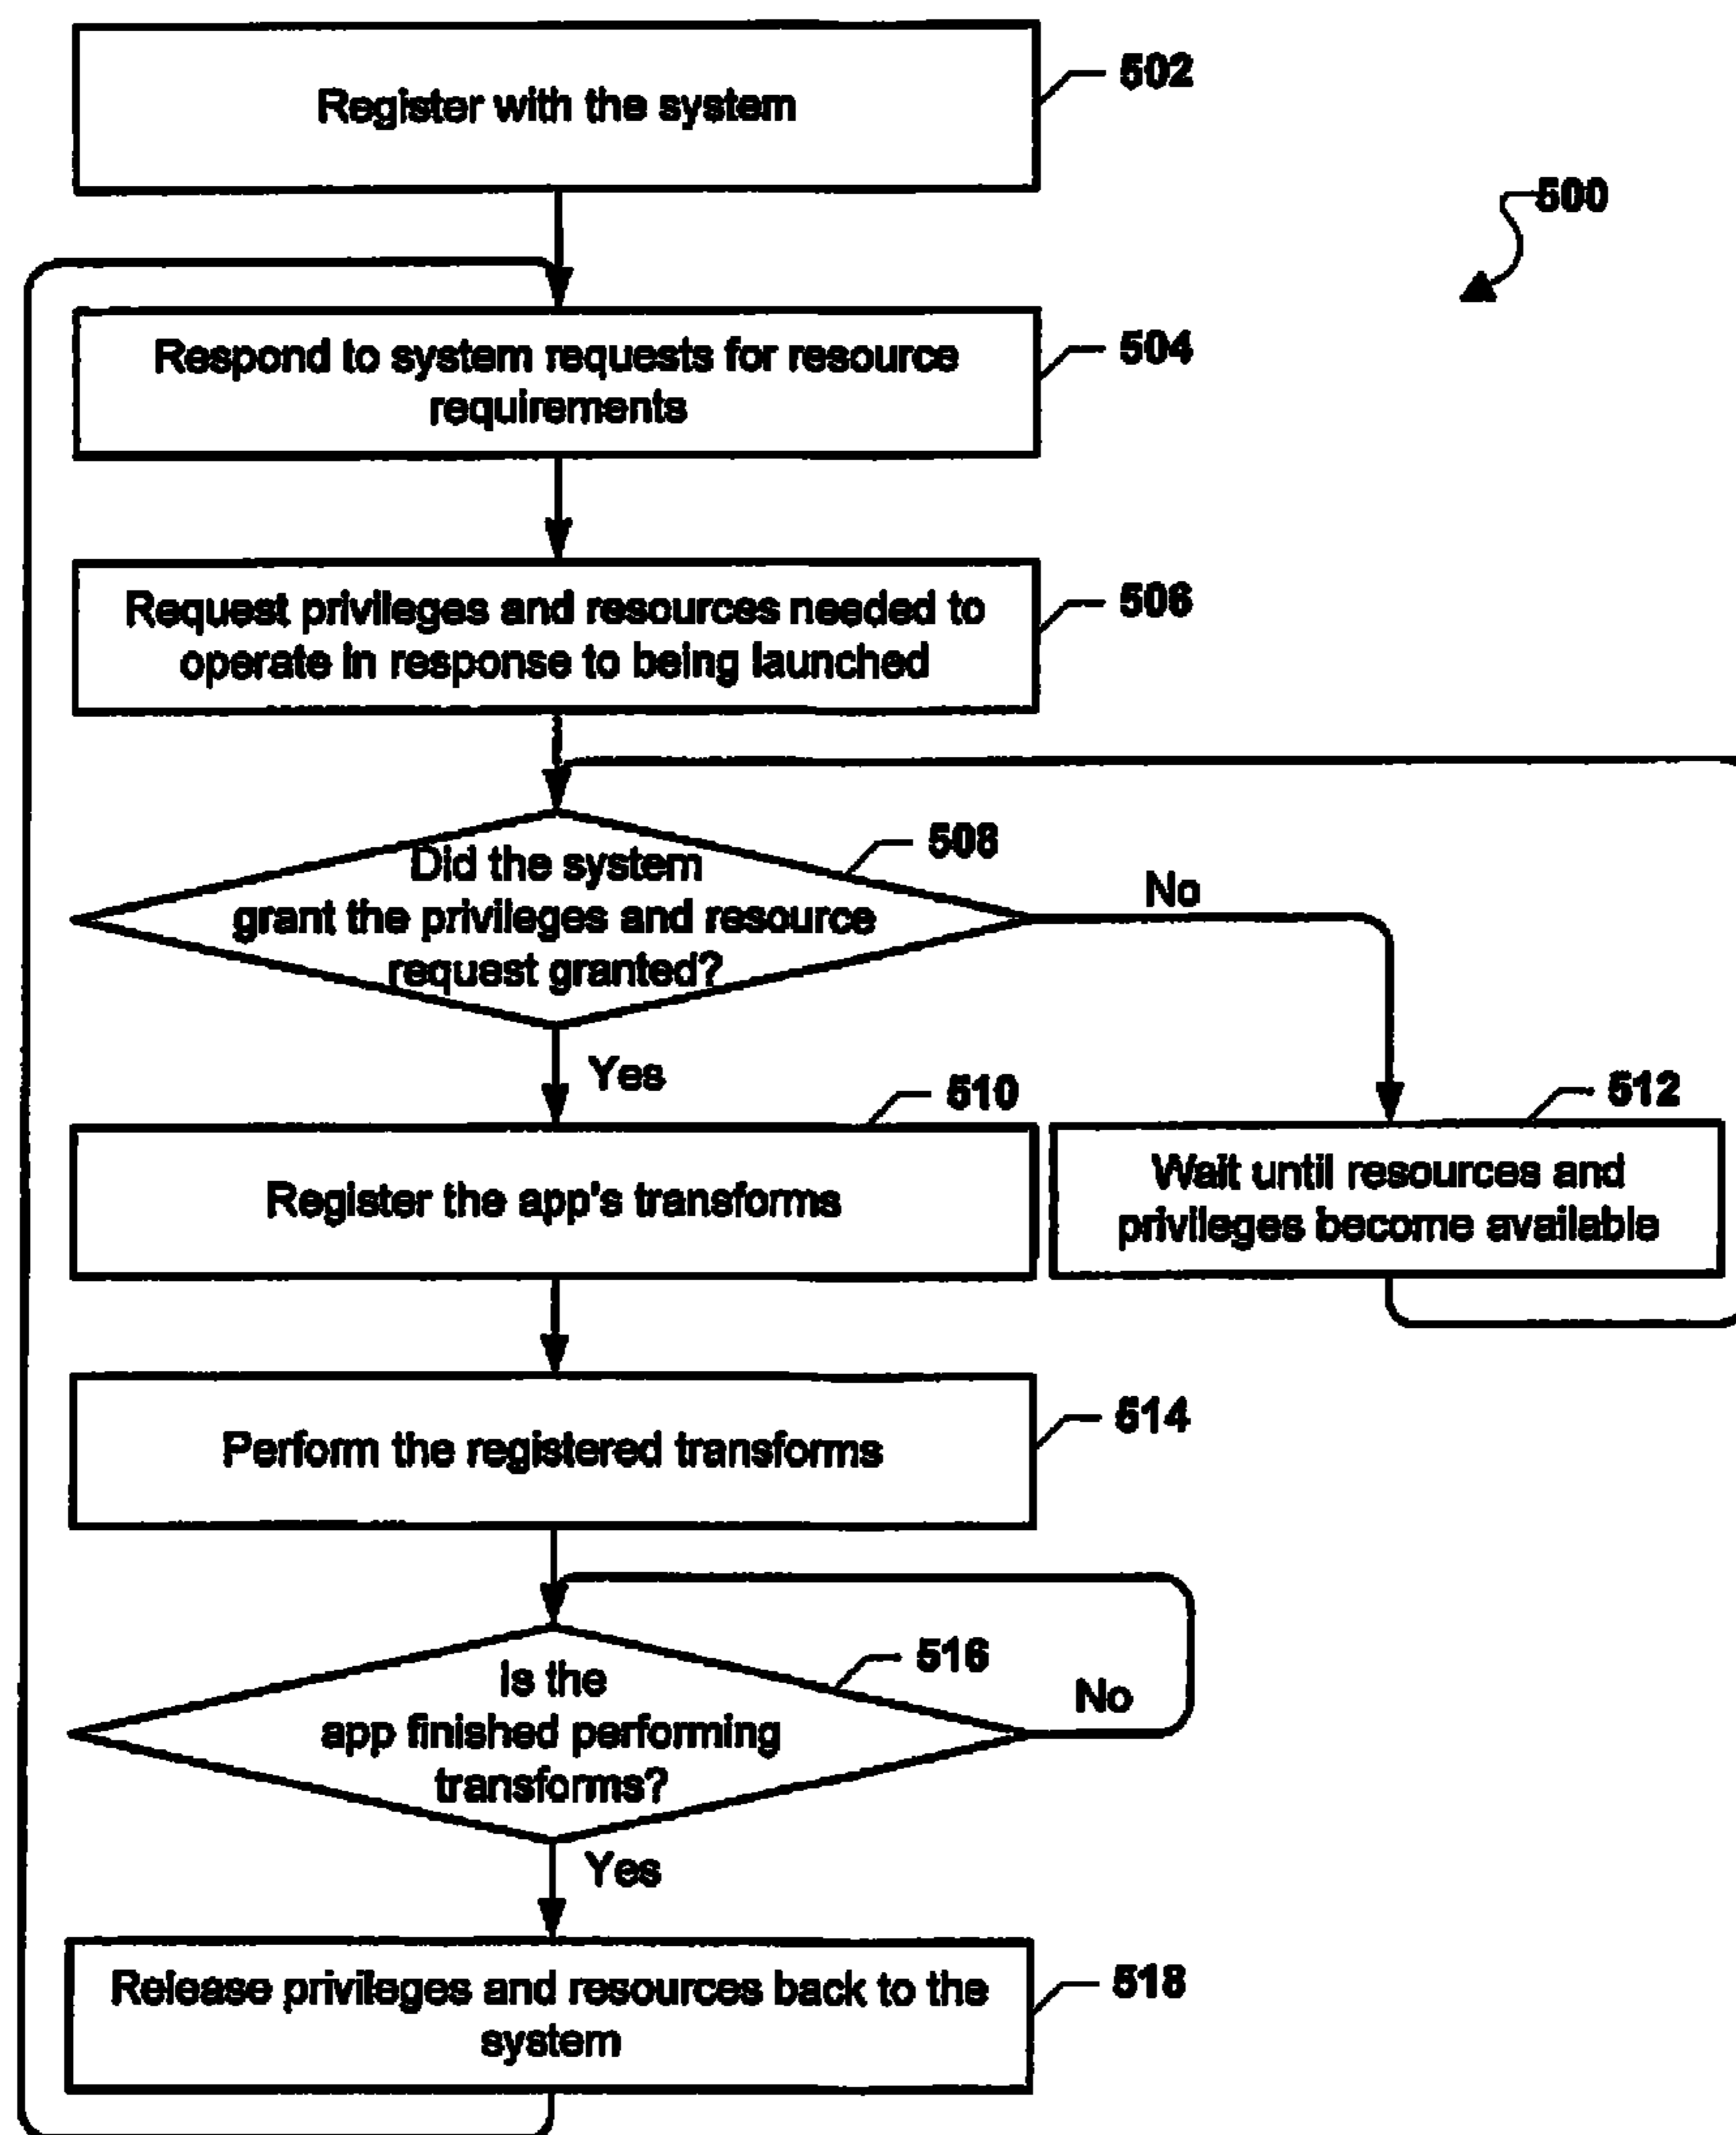 Register with the system
502
500
Respond to system requests for resource
requirements
504
Request privileges and resources needed to
operate in response to being launched
506
Did the system
grant the privileges and resource
request granted?
508
No
Yes
510
512
Register the app's transforms
Wait until resources and
privileges become available
Perform the registered transforms
514
Is the
app finished performing
transforms?
516
No
Yes
Release privileges and resources back to the
system
518